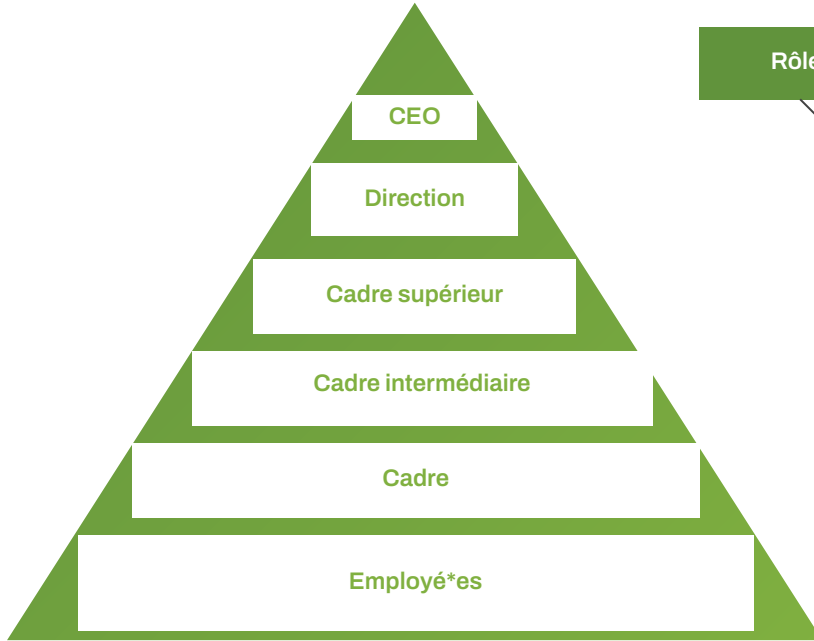 Rôle
CEO
Direction
Cadre supérieur
Cadre intermédiaire
Cadre
Employé*es